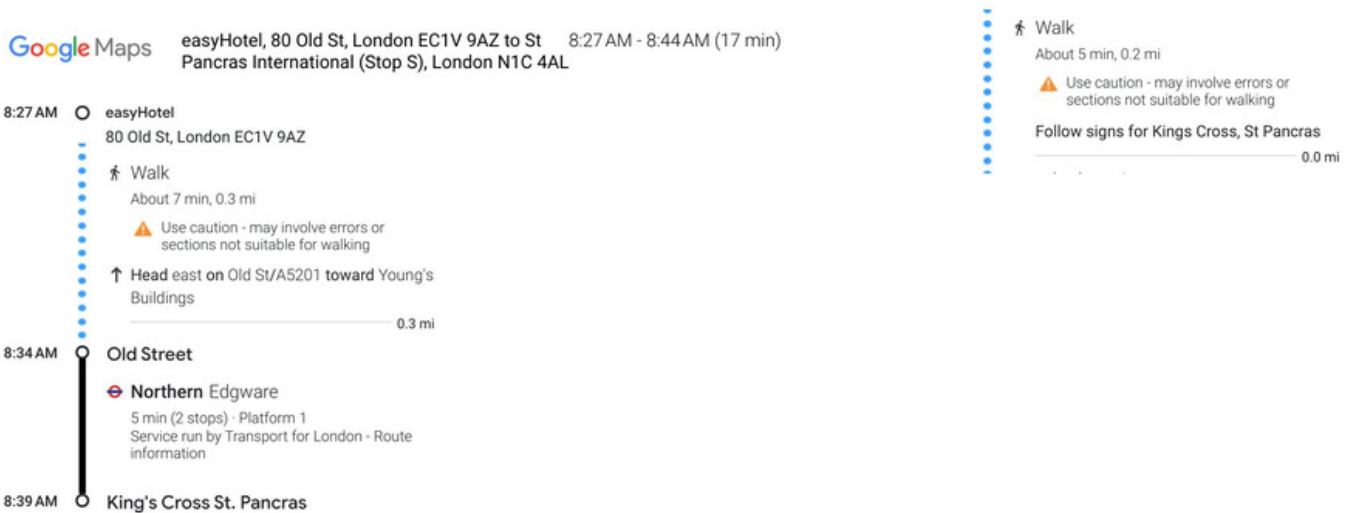 Google Maps
easyHotel, 80 Old St, London EC1V 9AZ to St
Pancras International (Stop S), London N1C 4AL
8:27 AM - 8:44 AM (17 min)
8:27 AM
easyHotel
80 Old St, London EC1V 9AZ
Walk
About 7 min, 0.3 mi
Use caution - may involve errors or
sections not suitable for walking
Head east on Old St/A5201 toward Young's
Buildings
0.3 mi
8:34 AM
Old Street
Northern Edgware
5 min (2 stops) · Platform 1
Service run by Transport for London - Route
information
8:39 AM
King's Cross St. Pancras
Walk
About 5 min, 0.2 mi
Use caution - may involve errors or
sections not suitable for walking
Follow signs for Kings Cross, St Pancras
0.0 mi